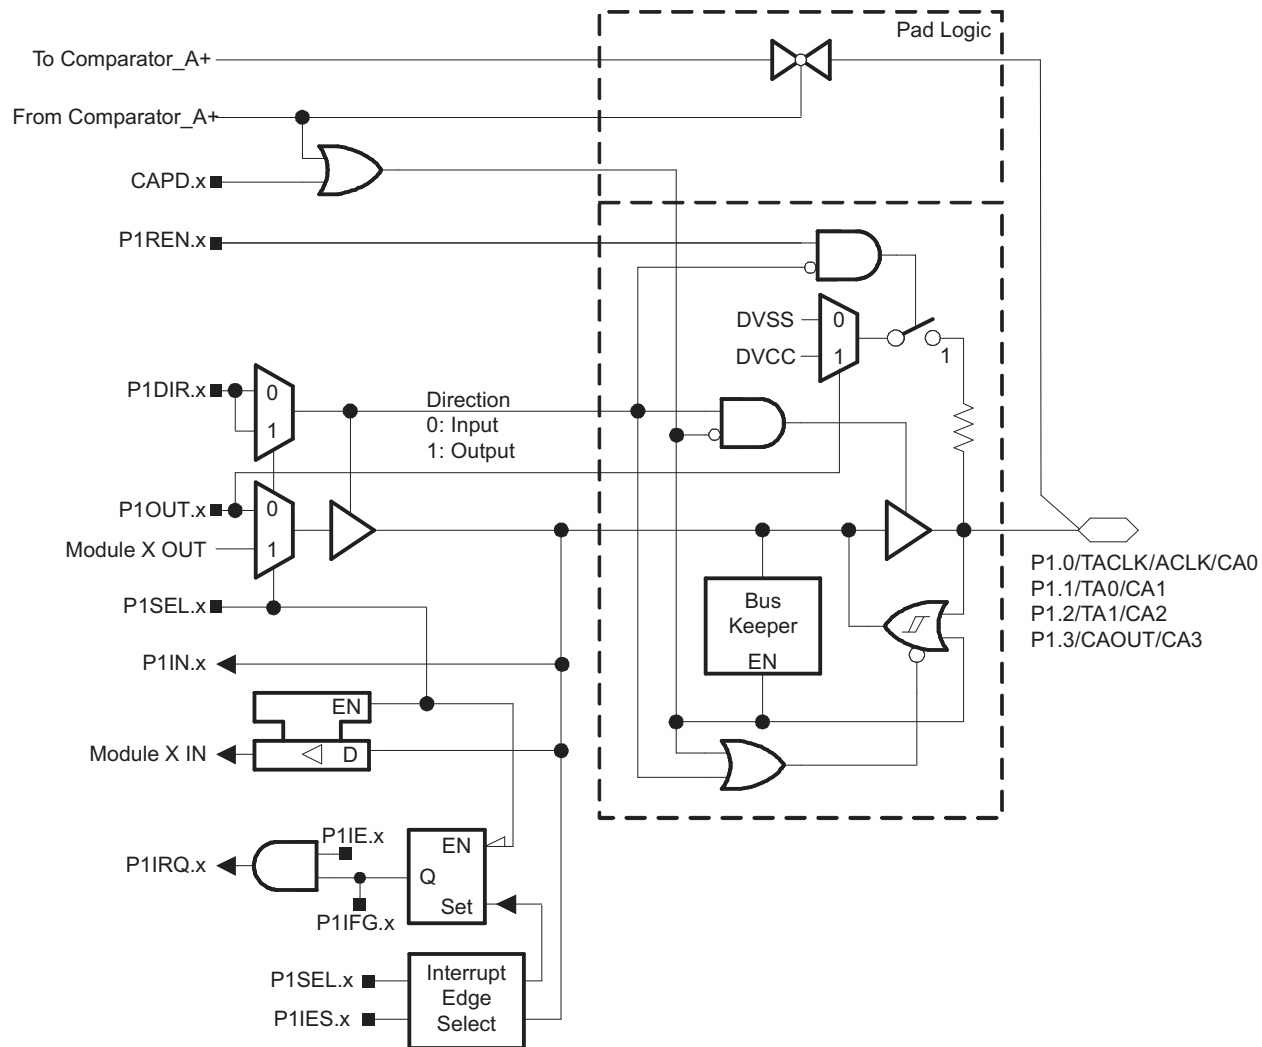 Pad Logic
To Comparator_A+
From Comparator_A+
CAPD.x
P1REN.x
DVSS
0
DVCC
1
1
P1DIR.x
0
1
Direction
0: Input
1: Output
P1OUT.x
0
Module X OUT
1
P1SEL.x
P1.0/TACLK/ACLK/CA0
P1.1/TA0/CA1
P1.2/TA1/CA2
P1.3/CAOUT/CA3
Bus
Keeper
EN
P1IN.x
EN
Module X IN
D
P1IE.x
P1IRQ.x
EN
Q
Set
P1IFG.x
P1SEL.x
P1IES.x
Interrupt
Edge
Select